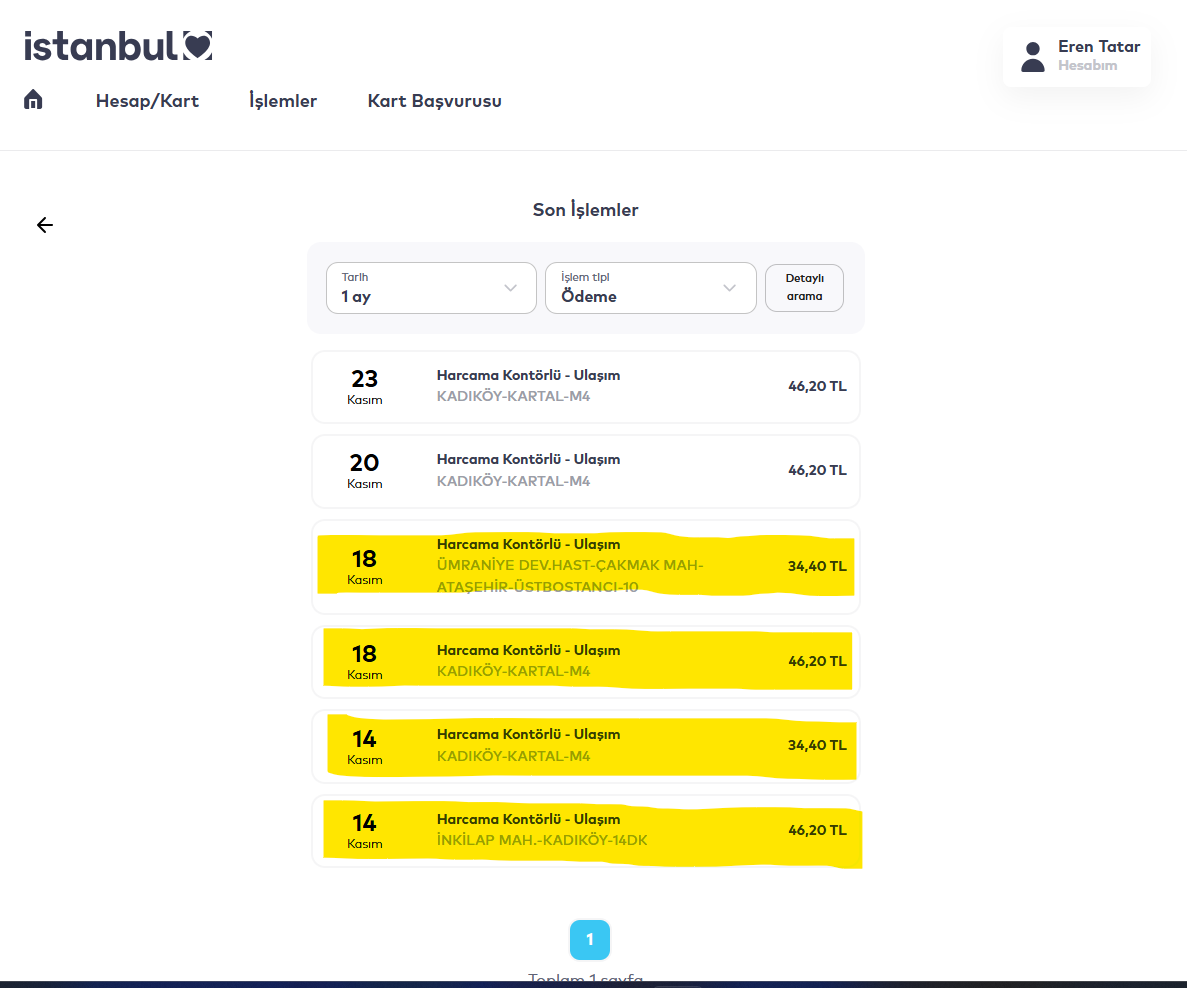 istanbul
Eren Tatar
Hesabım
Hesap/Kart
İşlemler
Kart Başvurusu
Son İşlemler
Tarih
1 ay
İşlem tipi
Ödeme
Detaylı
arama
23
Kasım
Harcama Kontörlü - Ulaşım
KADIKÖY-KARTAL-M4
46,20 TL
20
Kasım
Harcama Kontörlü - Ulaşım
KADIKÖY-KARTAL-M4
46,20 TL
18
Kasım
Harcama Kontörlü - Ulaşım
ÜMRANİYE DEV.HAST-ÇAKMAK MAH-
ATAŞEHİR-ÜSTBOSTANCI-10
34,40 TL
18
Kasım
Harcama Kontörlü - Ulaşım
KADIKÖY-KARTAL-M4
46,20 TL
14
Kasım
Harcama Kontörlü - Ulaşım
KADIKÖY-KARTAL-M4
34,40 TL
14
Kasım
Harcama Kontörlü - Ulaşım
İNKİLAP MAH.-KADIKÖY-14DK
46,20 TL
1
Toplam 1 sayfa